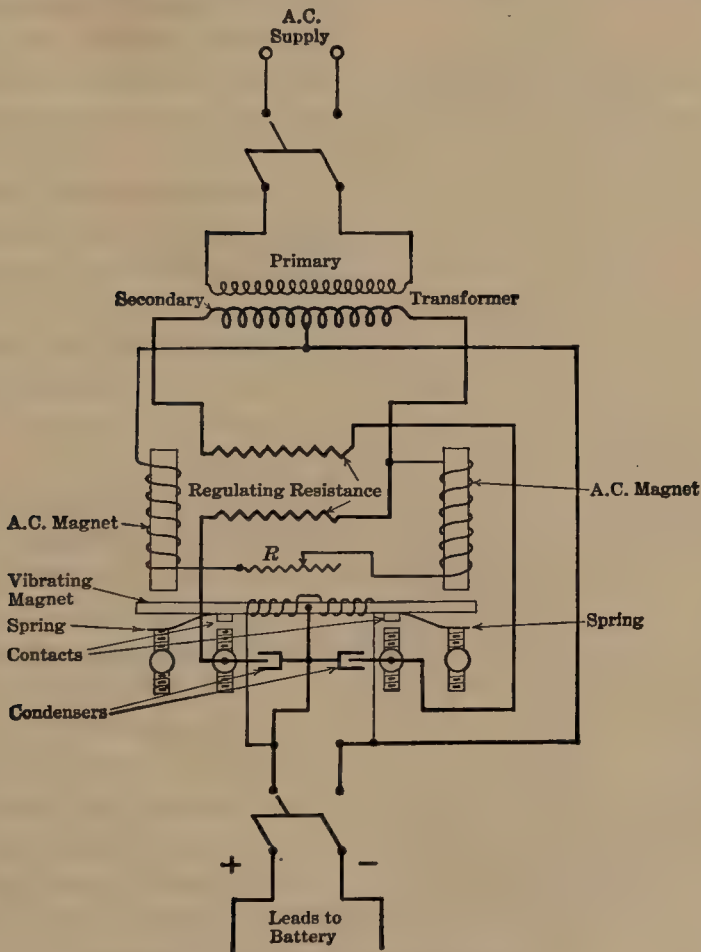 A.C.
Supply
Primary
Secondary
Transformer
Regulating Resistance
A.C. Magnet
A.C. Magnet
R
Vibrating
Magnet
Spring
Spring
Contacts
Condensers
+
−
Leads to
Battery